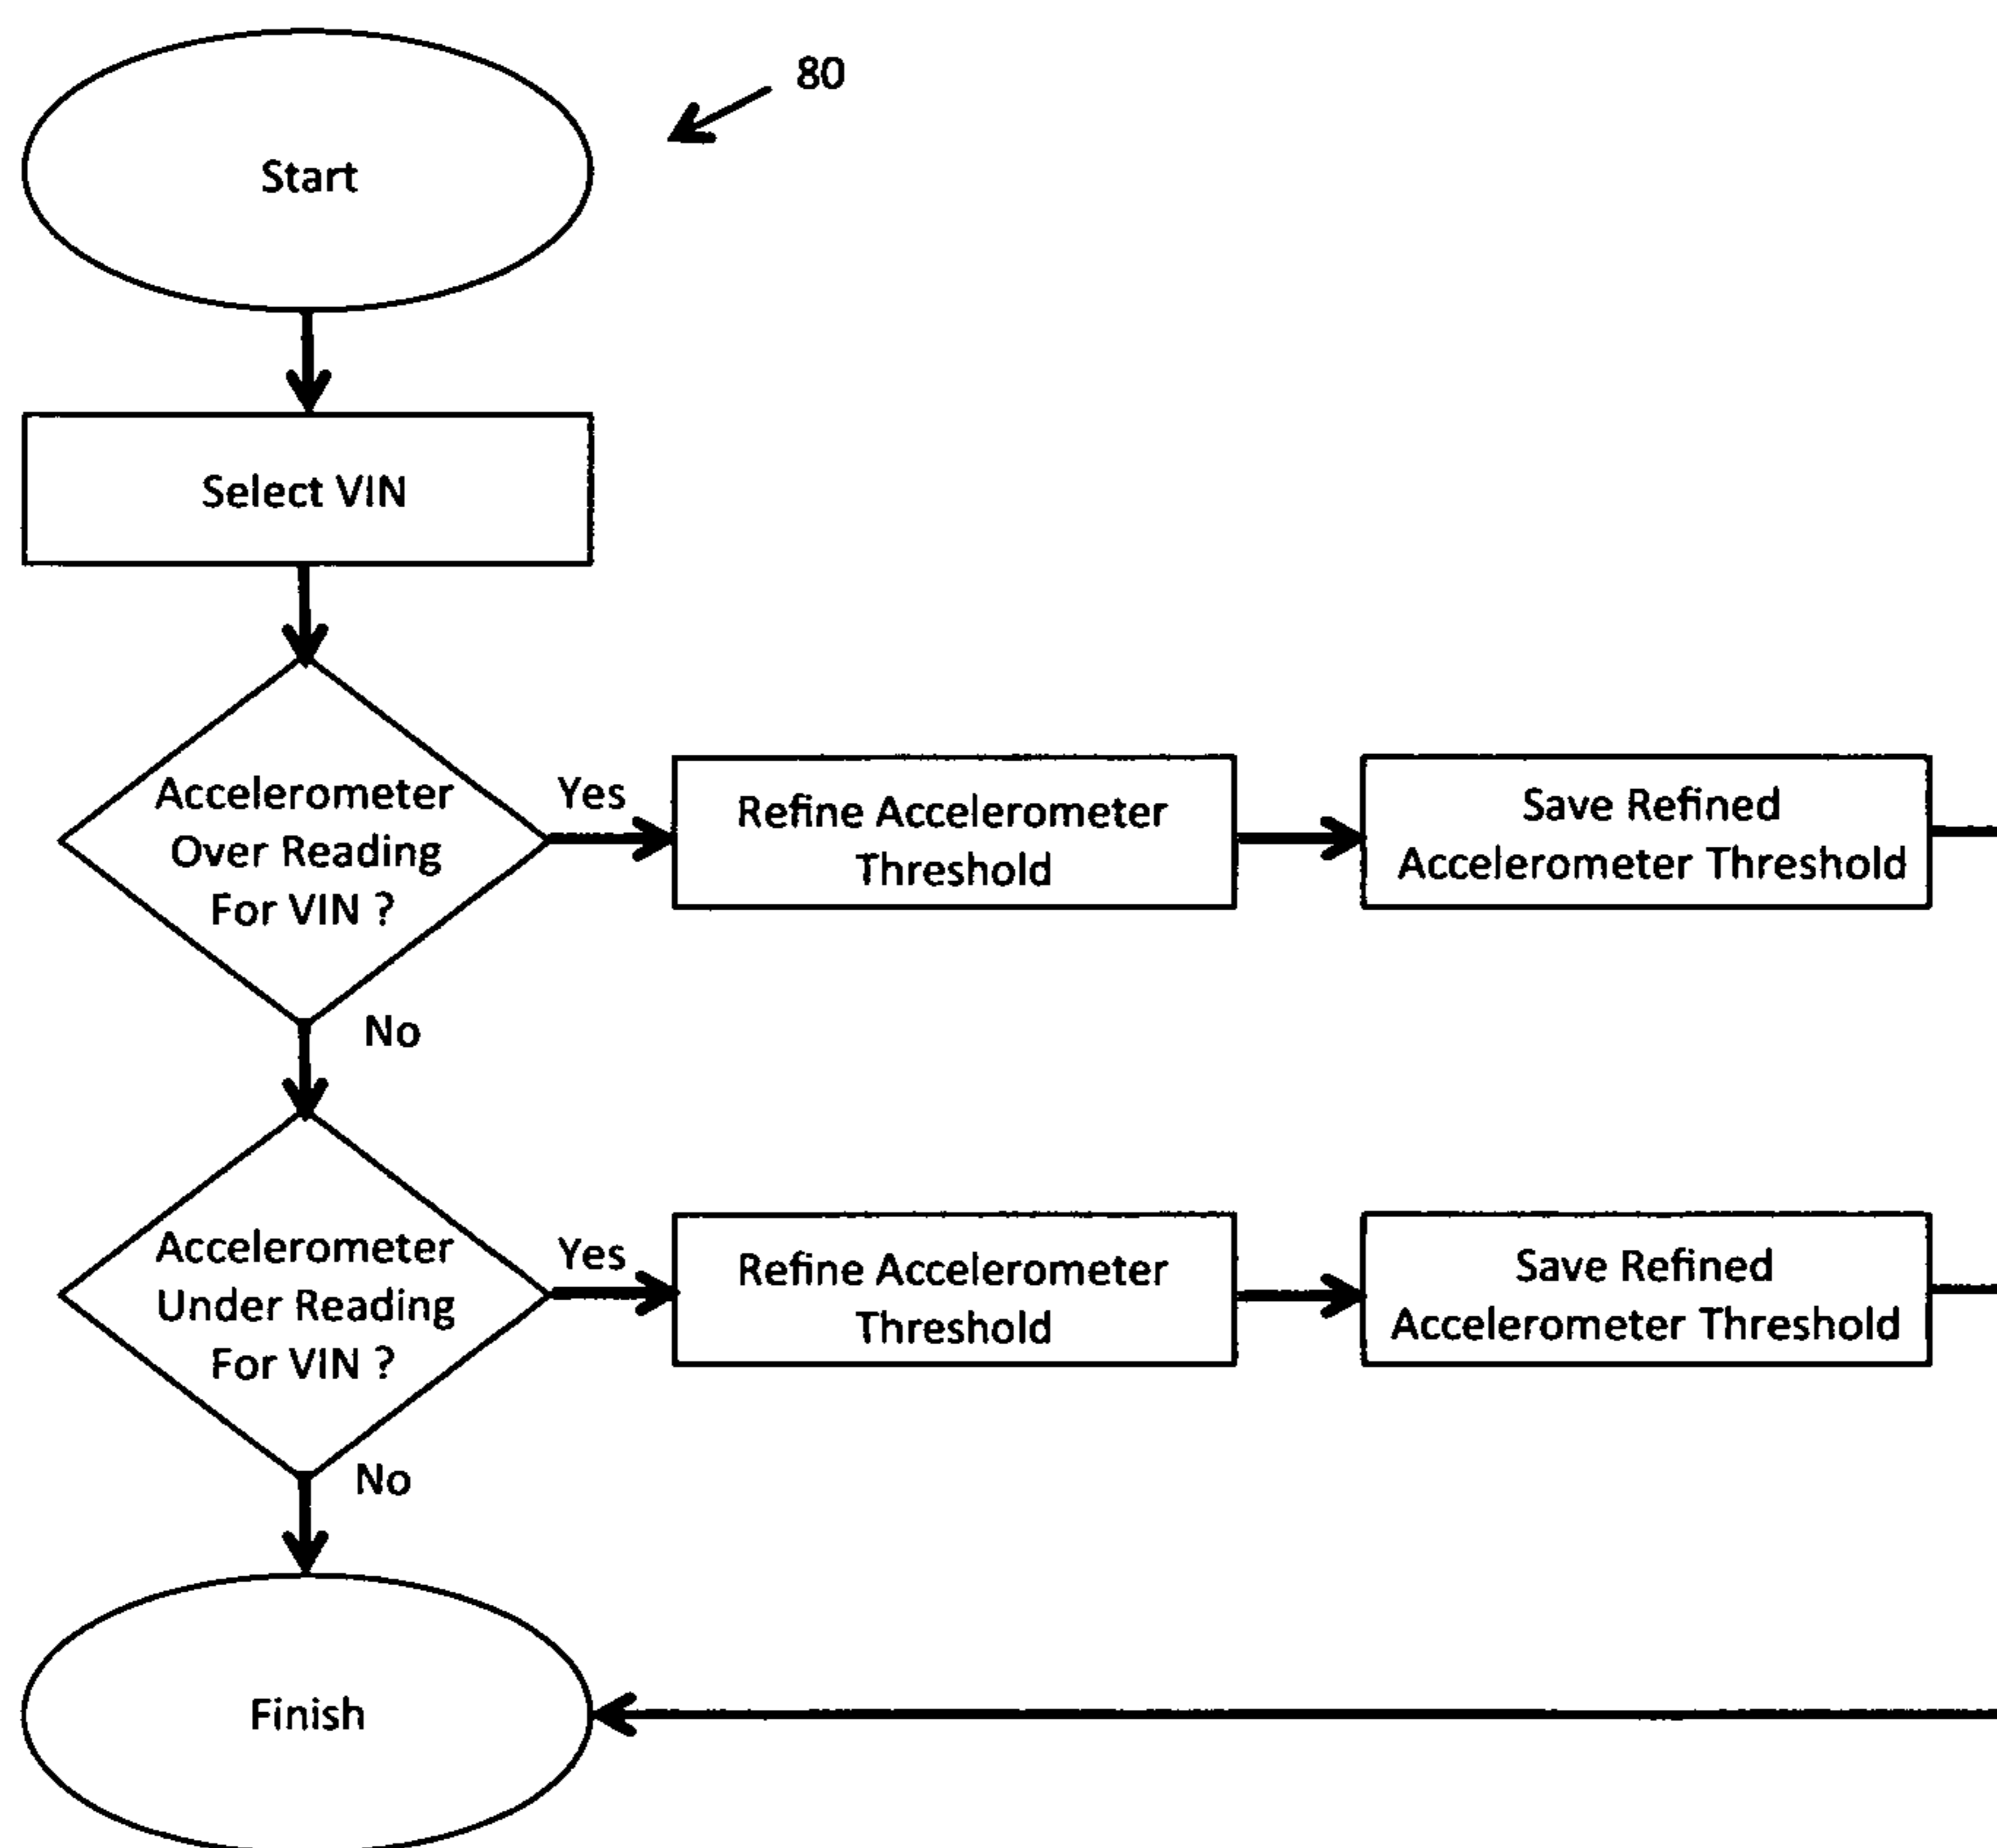 80
Start
Select VIN
Accelerometer
Over Reading
For VIN ?
Yes
Refine Accelerometer
Threshold
Save Refined
Accelerometer Threshold
No
Accelerometer
Under Reading
For VIN ?
Yes
Refine Accelerometer
Threshold
Save Refined
Accelerometer Threshold
No
Finish